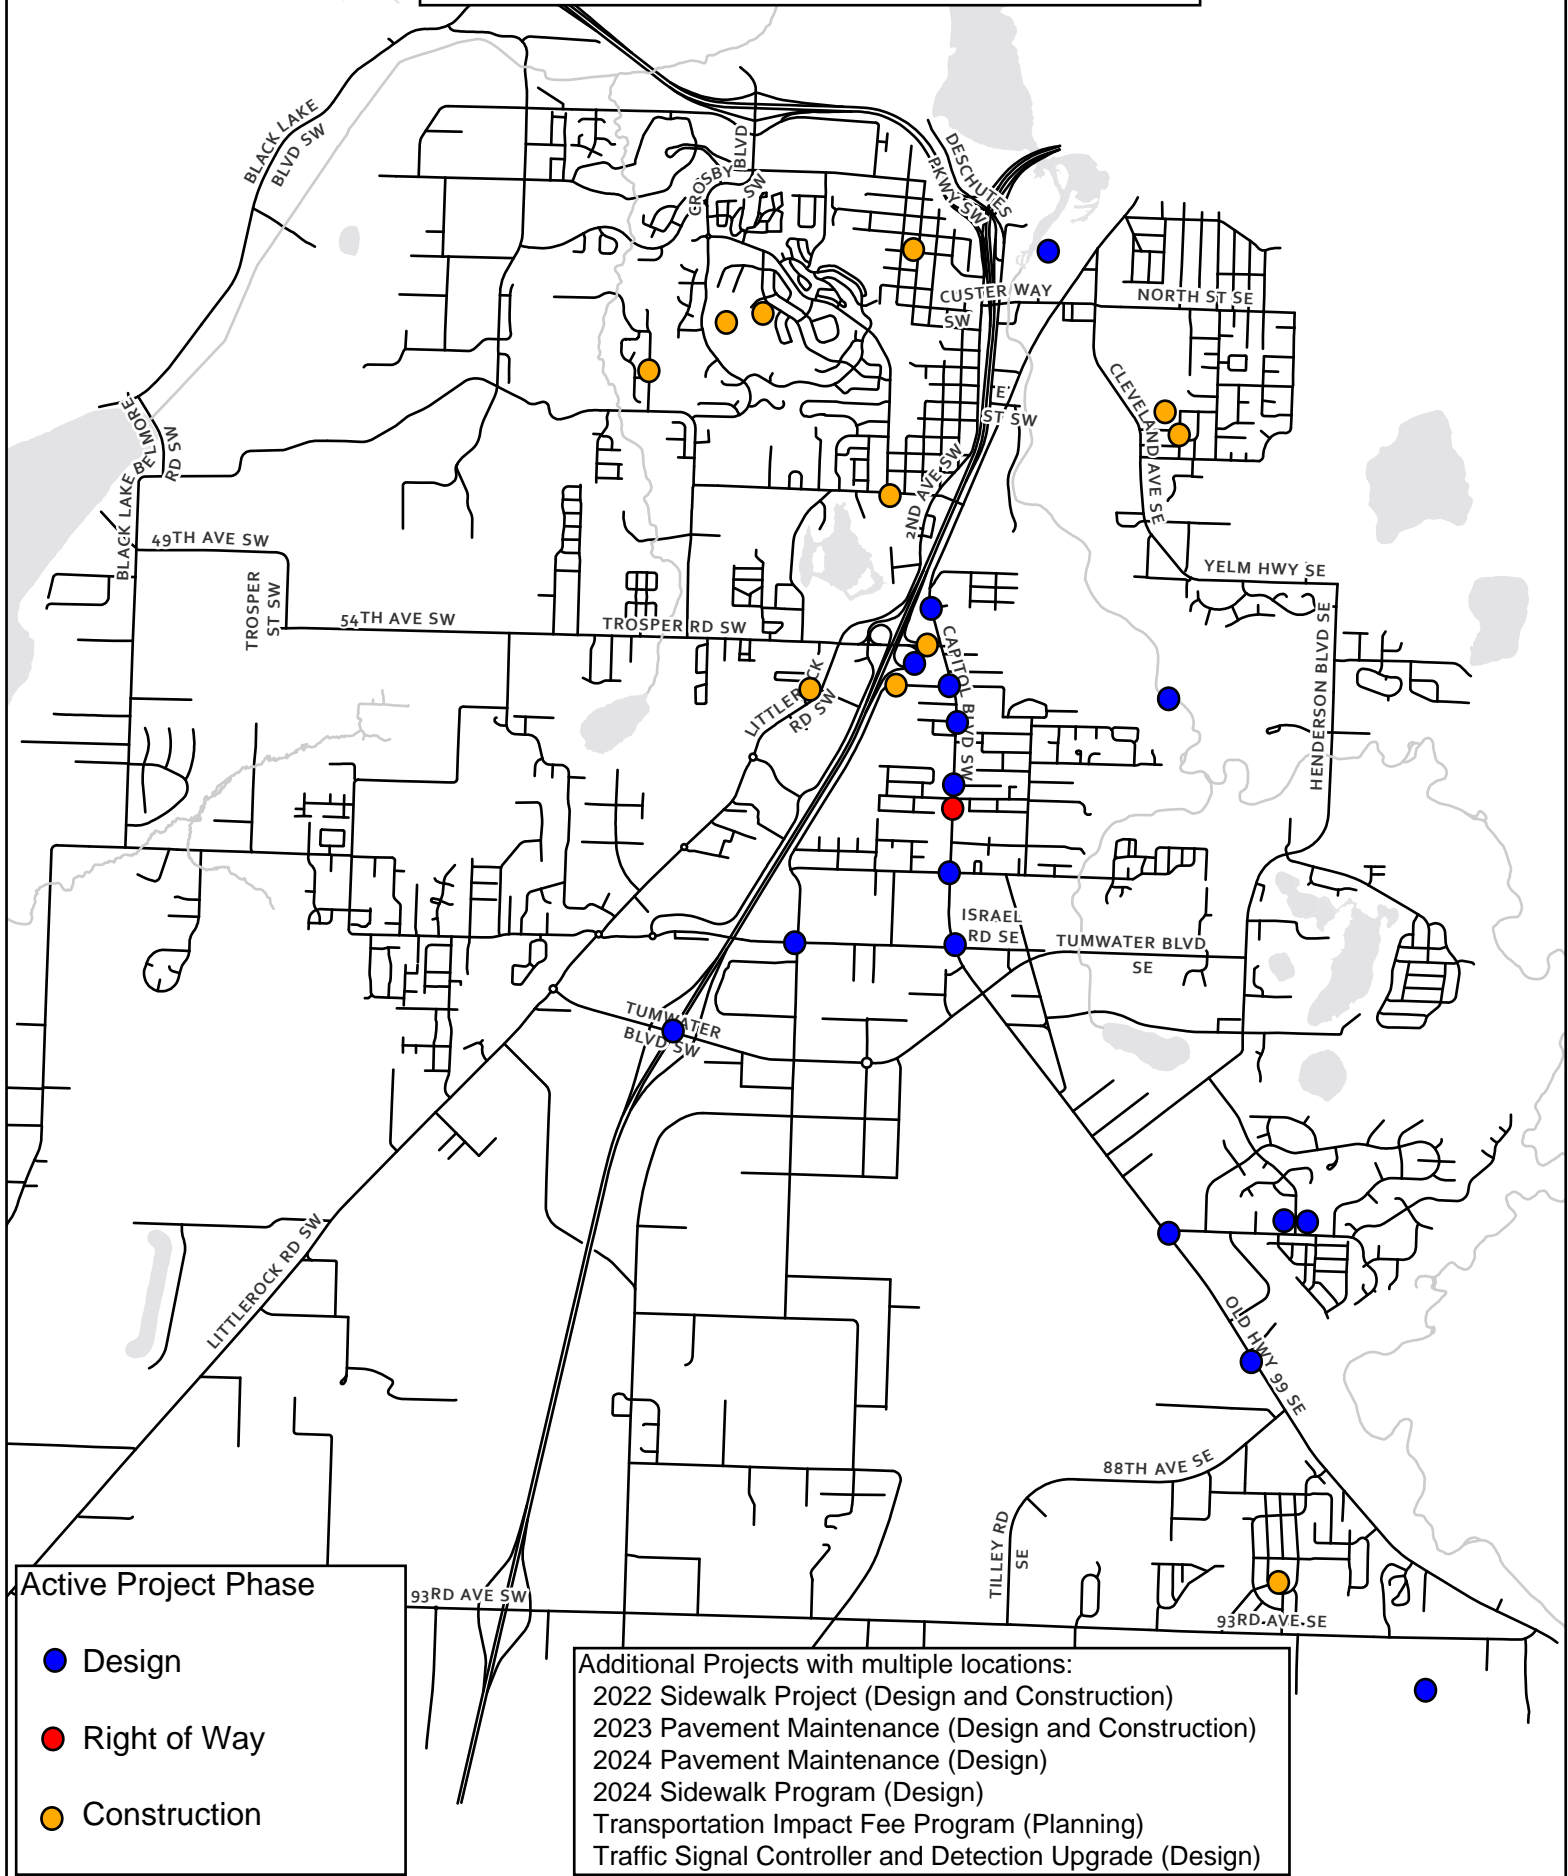 BLACK LAKE
BLVD SW
CROSBY
BLVD
SW
DESCHUTES
PKWY SW
CUSTER WAY
SW
NORTH ST SE
E
ST SW
CLEVELAND AVE SE
2ND AVE SW
BELMORE
RD SW
BLACK LAKE BE
49TH AVE SW
TROSPER
ST SW
54TH AVE SW
TROSPER RD SW
YELM HWY SE
HENDERSON BLVD SE
CAPITOL BLVD SW
LITTLEROCK
RD SW
ISRAEL
RD SE
TUMWATER BLVD
SE
TUMWATER
BLVD SW
LITTLEROCK RD SW
OLD HWY 99 SE
88TH AVE SE
TILLEY RD
SE
93RD AVE SW
93RD AVE SE
Active Project Phase
Design
Right of Way
Construction
Additional Projects with multiple locations:
2022 Sidewalk Project (Design and Construction)
2023 Pavement Maintenance (Design and Construction)
2024 Pavement Maintenance (Design)
2024 Sidewalk Program (Design)
Transportation Impact Fee Program (Planning)
Traffic Signal Controller and Detection Upgrade (Design)